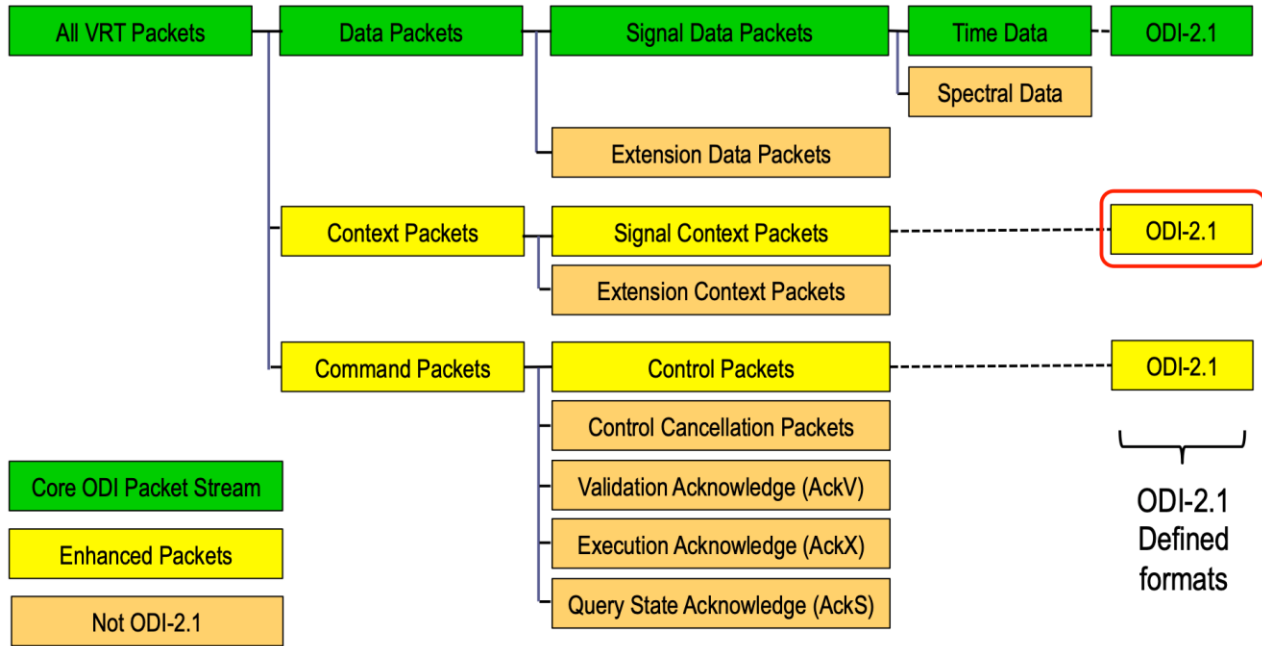 All VRT Packets
Data Packets
Signal Data Packets
Time Data
ODI-2.1
Spectral Data
Extension Data Packets
Context Packets
Signal Context Packets
ODI-2.1
Extension Context Packets
Command Packets
Control Packets
ODI-2.1
Control Cancellation Packets
Core ODI Packet Stream
Validation Acknowledge (AckV)
ODI-2.1
Defined
formats
Enhanced Packets
Execution Acknowledge (AckX)
Not ODI-2.1
Query State Acknowledge (AckS)